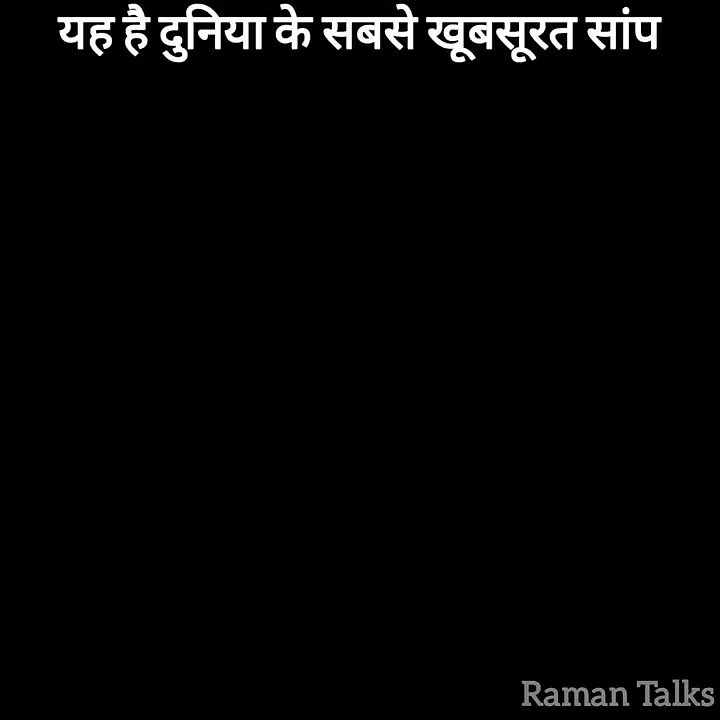 यह है दुनिया के सबसे खूबसूरत सांप
Raman Talks